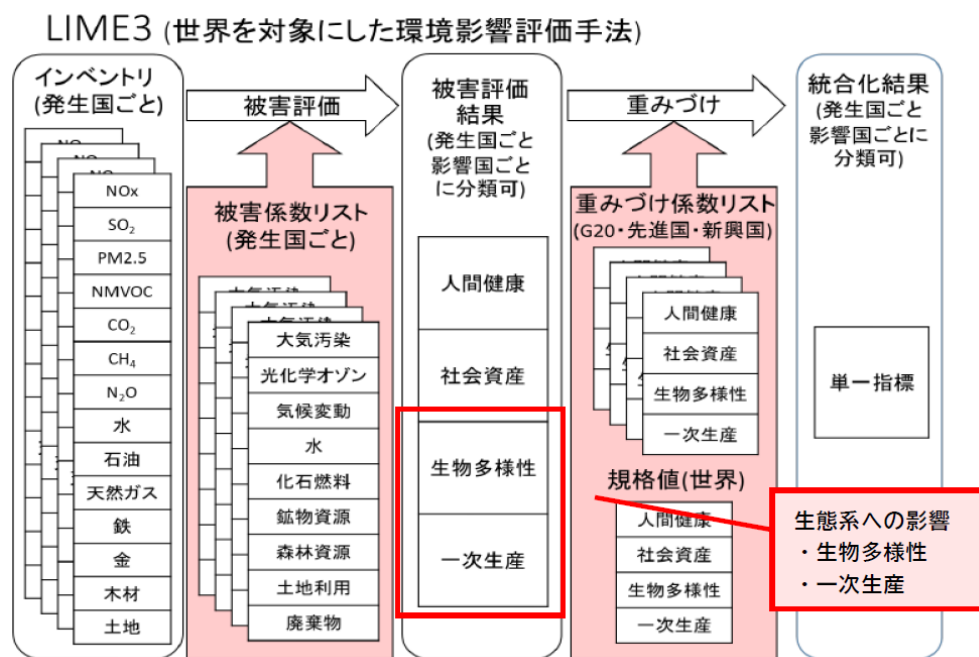 LIME3 (世界を対象にした環境影響評価手法)
インベントリ
(発生国ごと)
NOx
SO₂
PM2.5
NMVOC
CO₂
CH₄
N₂O
水
石油
天然ガス
鉄
金
木材
土地
被害評価
被害係数リスト
(発生国ごと)
大気汚染
大気汚染
大気汚染
大気汚染
光化学オゾン
気候変動
水
化石燃料
鉱物資源
森林資源
土地利用
廃棄物
被害評価
結果
(発生国ごと
影響国ごと
に分類可)
人間健康
社会資産
生物多様性
一次生産
重みづけ
重みづけ係数リスト
(G20・先進国・新興国)
人間健康
社会資産
生物多様性
一次生産
規格値(世界)
人間健康
社会資産
生物多様性
一次生産
統合化結果
(発生国ごと
影響国ごとに
分類可)
単一指標
生態系への影響
・生物多様性
・一次生産